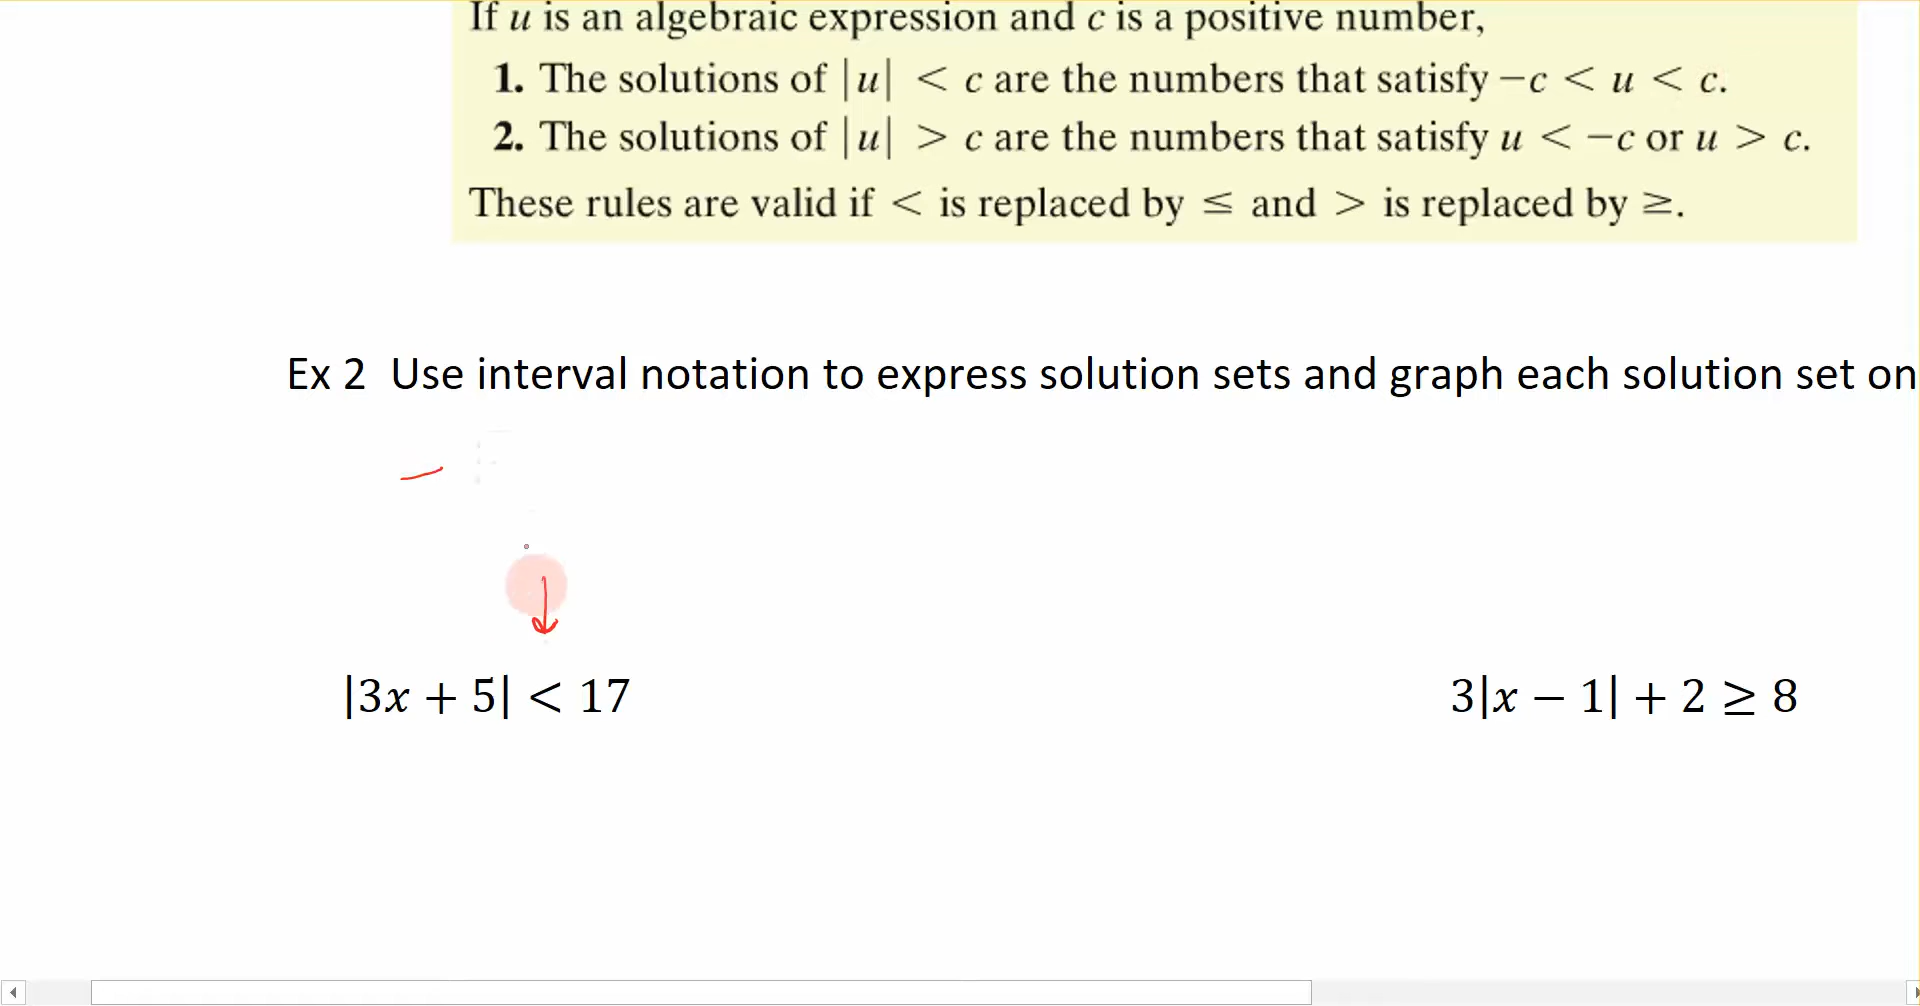 If u is an algebraic expression and c is a positive number,
1. The solutions of |u| < c are the numbers that satisfy −c < u < c.
2. The solutions of |u| > c are the numbers that satisfy u < −c or u > c.
These rules are valid if < is replaced by ≤ and > is replaced by ≥.
Ex 2 Use interval notation to express solution sets and graph each solution set on
|3x + 5| < 17
3|x − 1| + 2 ≥ 8